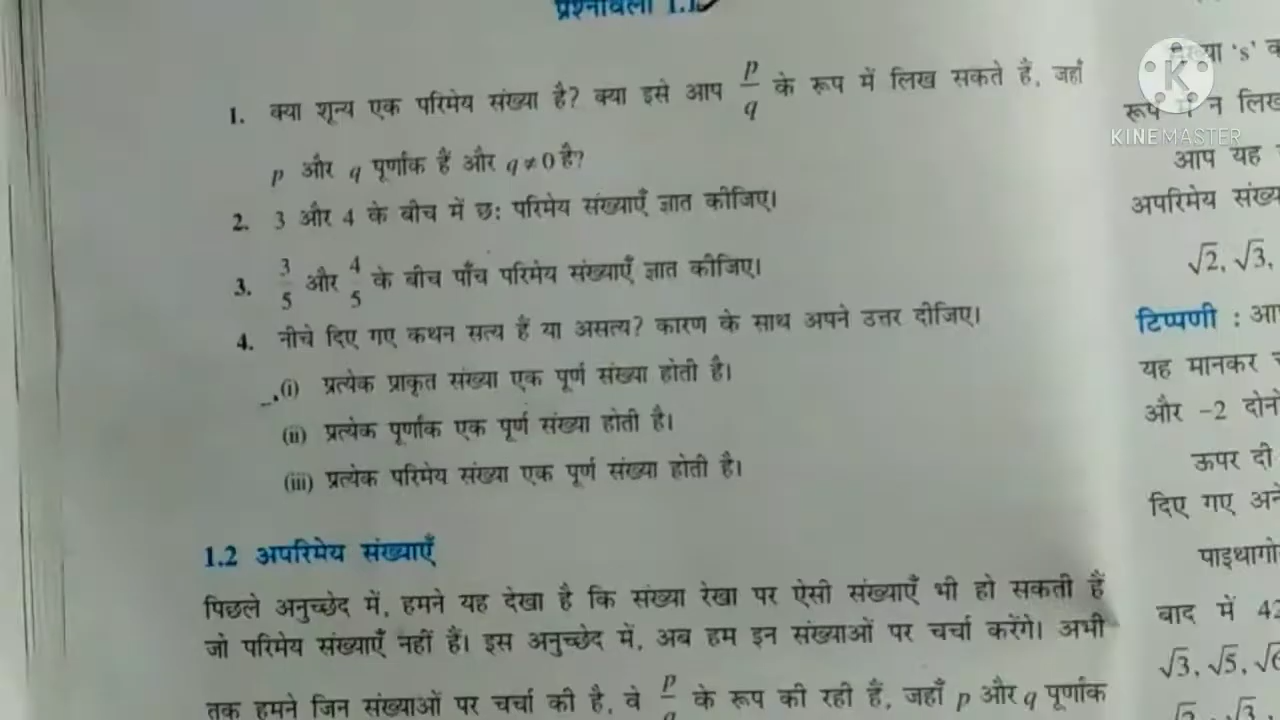 प्रश्नावली 1.1
1. क्या शून्य एक परिमेय संख्या है? क्या इसे आप p/q के रूप में लिख सकते हैं, जहाँ
p और q पूर्णांक हैं और q ≠ 0 है?
2. 3 और 4 के बीच में छः परिमेय संख्याएँ ज्ञात कीजिए।
3. 3/5 और 4/5 के बीच पाँच परिमेय संख्याएँ ज्ञात कीजिए।
4. नीचे दिए गए कथन सत्य हैं या असत्य? कारण के साथ अपने उत्तर दीजिए।
(i) प्रत्येक प्राकृत संख्या एक पूर्ण संख्या होती है।
(ii) प्रत्येक पूर्णांक एक पूर्ण संख्या होती है।
(iii) प्रत्येक परिमेय संख्या एक पूर्ण संख्या होती है।
1.2 अपरिमेय संख्याएँ
पिछले अनुच्छेद में, हमने यह देखा है कि संख्या रेखा पर ऐसी संख्याएँ भी हो सकती हैं
जो परिमेय संख्याएँ नहीं हैं। इस अनुच्छेद में, अब हम इन संख्याओं पर चर्चा करेंगे। अभी
तक हमने जिन संख्याओं पर चर्चा की है, वे p/q के रूप की रही हैं, जहाँ p और q पूर्णांक
's'
रूप में न
आप यह
अपरिमेय
√2, √3,
टिप्पणी :
यह मानकर
और -2
ऊपर दी
दिए गए
बाद में
√3, √5,
K
KINEMASTER